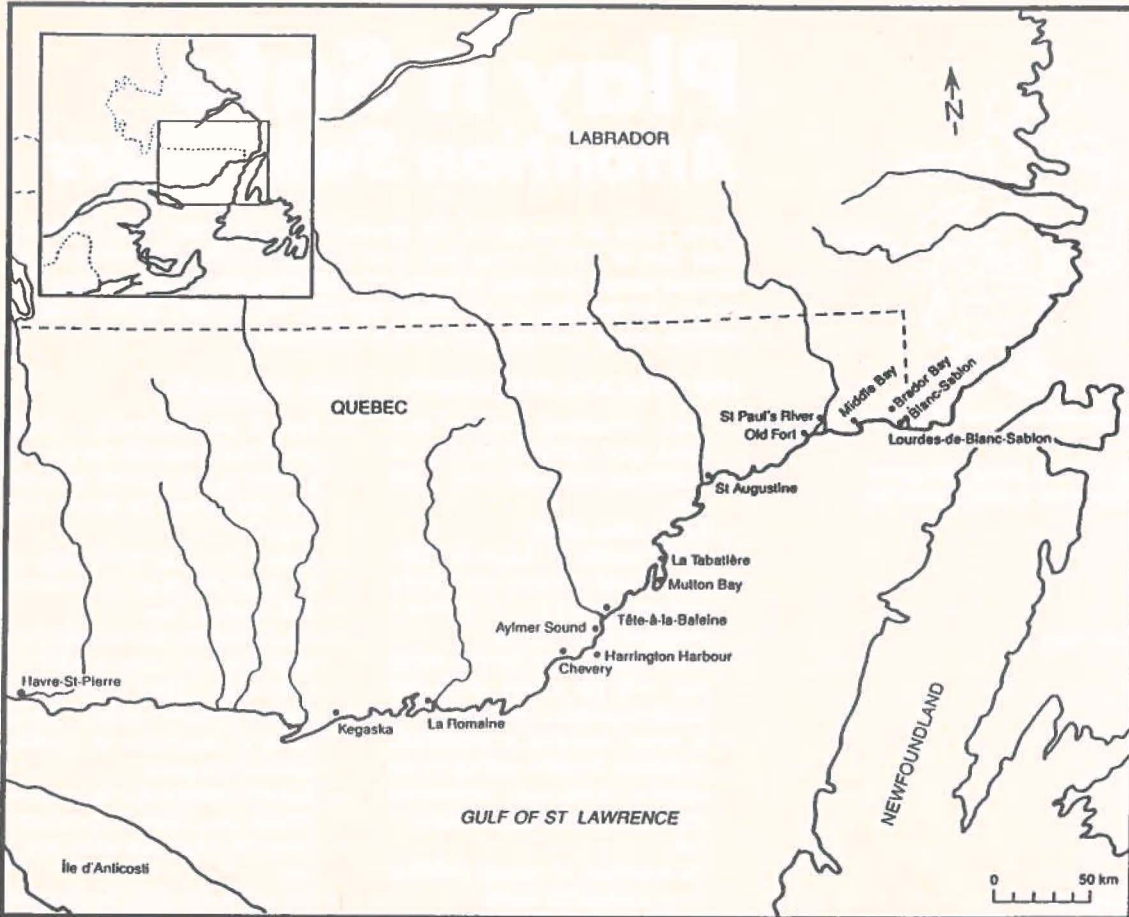 LABRADOR
N
QUEBEC
Middle Bay
Brador Bay
Blanc-Sablon
St Paul's River
Old Fort
Lourdes-de-Blanc-Sablon
St Augustine
La Tabatière
Mutton Bay
Tête-à-la-Baleine
Aylmer Sound
Harrington Harbour
Chevery
Havre-St-Pierre
Kegaska
La Romaine
NEWFOUNDLAND
GULF OF ST LAWRENCE
Île d'Anticosti
0 50 km